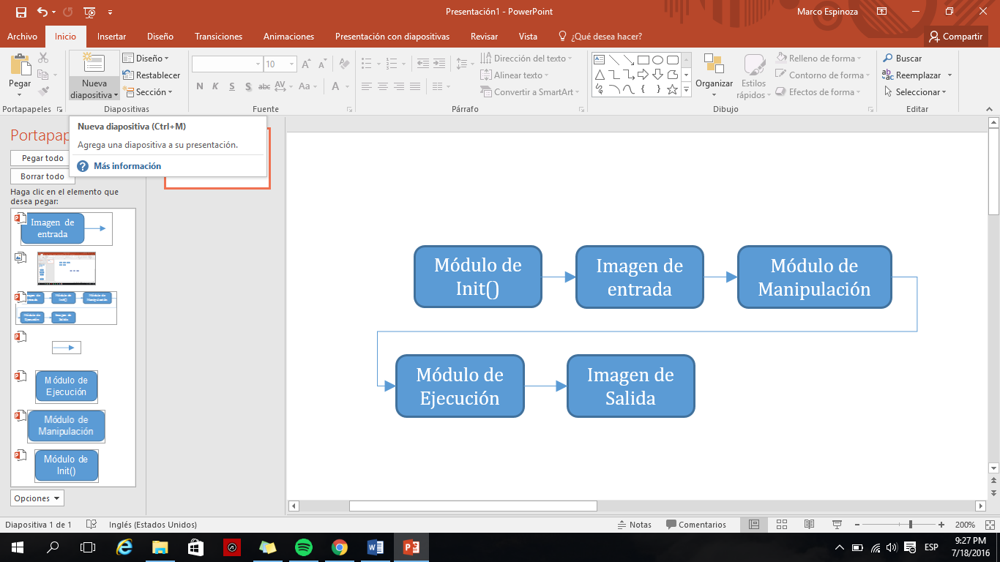 Presentación1 - PowerPoint
Marco Espinoza
Archivo
Inicio
Insertar
Diseño
Transiciones
Animaciones
Presentación con diapositivas
Revisar
Vista
¿Qué desea hacer?
Compartir
Pegar
Portapapeles
Nueva
diapositiva
Diseño
Restablecer
Sección
Diapositivas
10
N K S S abc AV Aa A
Fuente
Dirección del texto
Alinear texto
Convertir a SmartArt
Párrafo
Organizar
Estilos
rápidos
Relleno de forma
Contorno de forma
Efectos de forma
Dibujo
Buscar
Reemplazar
Seleccionar
Editar
Nueva diapositiva (Ctrl+M)
Agrega una diapositiva a su presentación.
Más información
Portapap
Pegar todo
Borrar todo
Haga clic en el elemento que
desea pegar:
Imagen de
entrada
Módulo de
Ejecución
Módulo de
Manipulación
Módulo de
Init()
Opciones
Módulo de
Init()
Imagen de
entrada
Módulo de
Manipulación
Módulo de
Ejecución
Imagen de
Salida
Diapositiva 1 de 1
Inglés (Estados Unidos)
Notas
Comentarios
200%
ESP
9:27 PM
7/18/2016